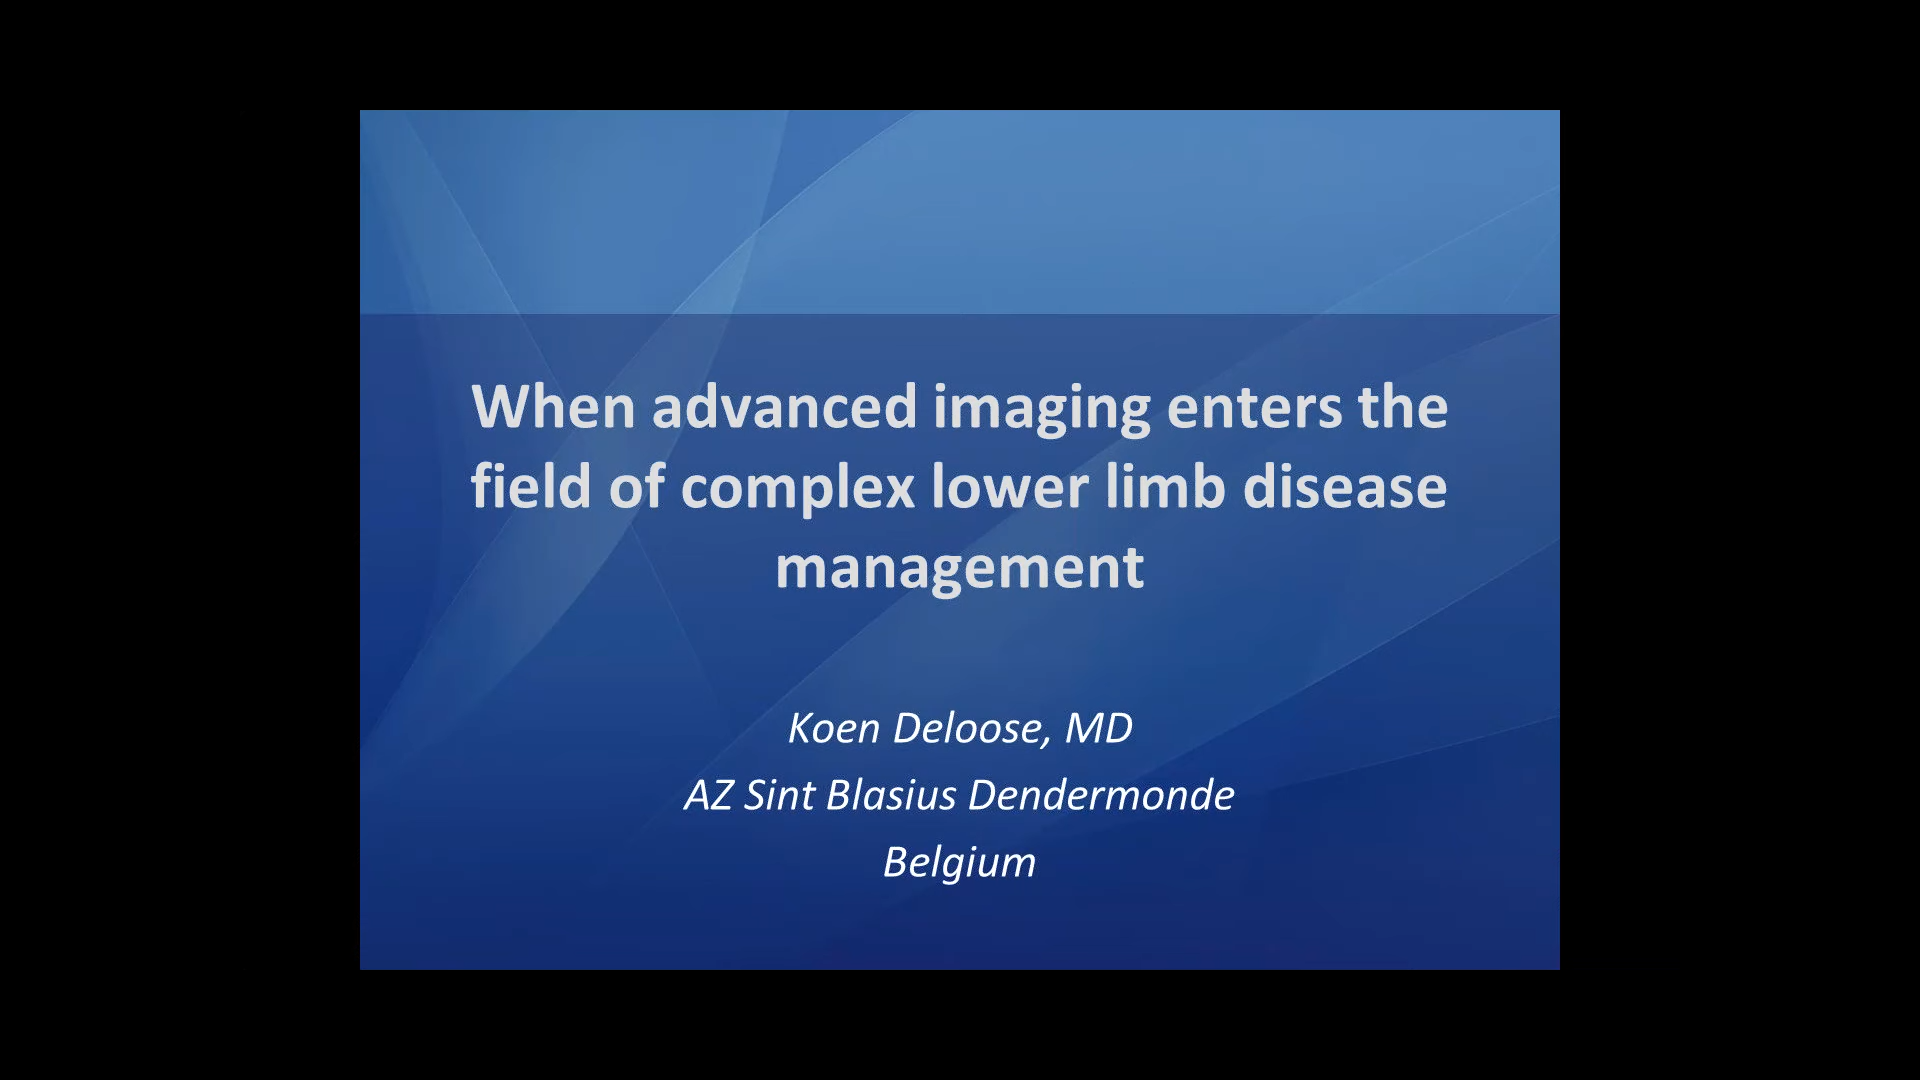 When advanced imaging enters the
field of complex lower limb disease
management
Koen Deloose, MD
AZ Sint Blasius Dendermonde
Belgium